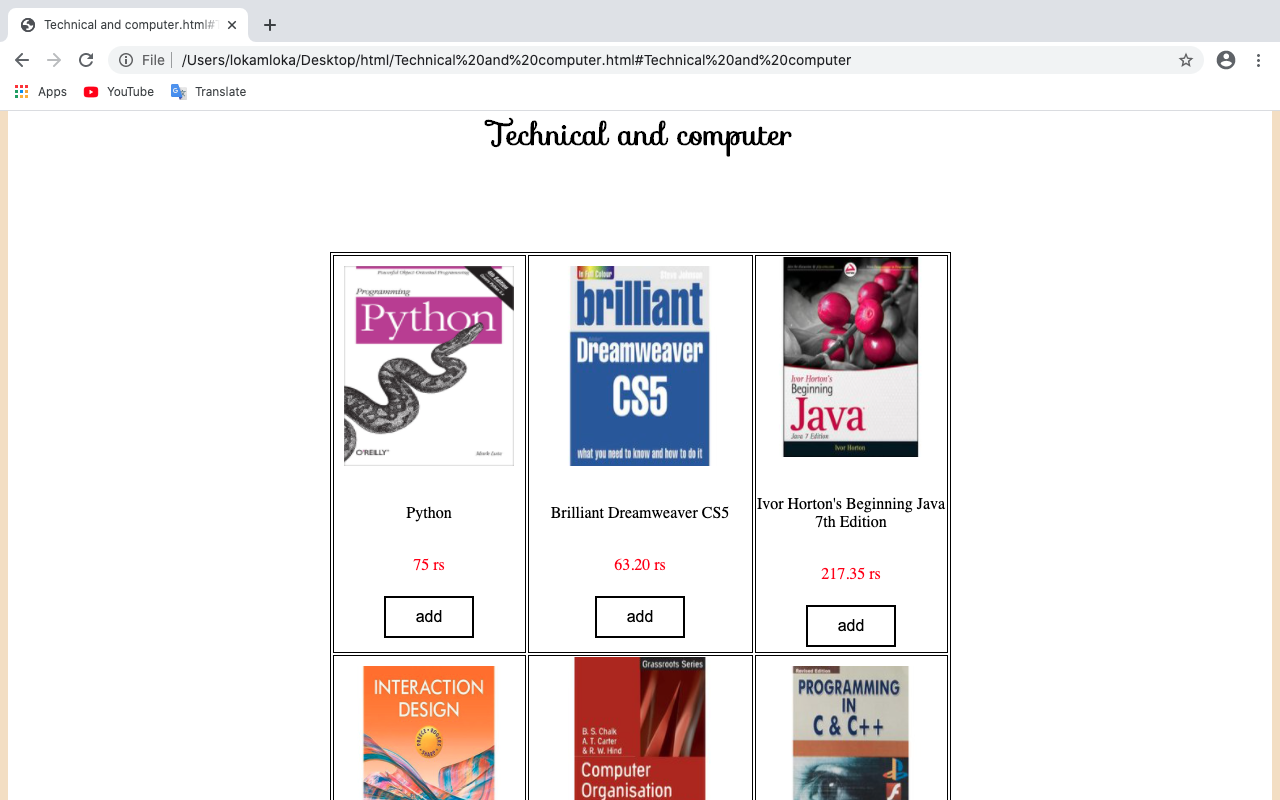 Technical and computer.html#T
File
/Users/lokamloka/Desktop/html/Technical%20and%20computer.html#Technical%20and%20computer
Apps
YouTube
Translate
Technical and computer
Powerful Object-Oriented Programming
4th Edition
Programming
Python
O'REILLY
Mark Lutz
In Full Colour
Steve Johnson
brilliant
Dreamweaver
CS5
what you need to know and how to do it
Ivor Horton's
Beginning
Java
Java 7 Edition
Ivor Horton
Python
Brilliant Dreamweaver CS5
Ivor Horton's Beginning Java
7th Edition
75 rs
63.20 rs
217.35 rs
add
add
add
INTERACTION
DESIGN
Grassroots Series
B. S. Chalk
A. T. Carter
& R. W. Hind
Computer
Organisation
Revised Edition
PROGRAMMING
IN
C & C++